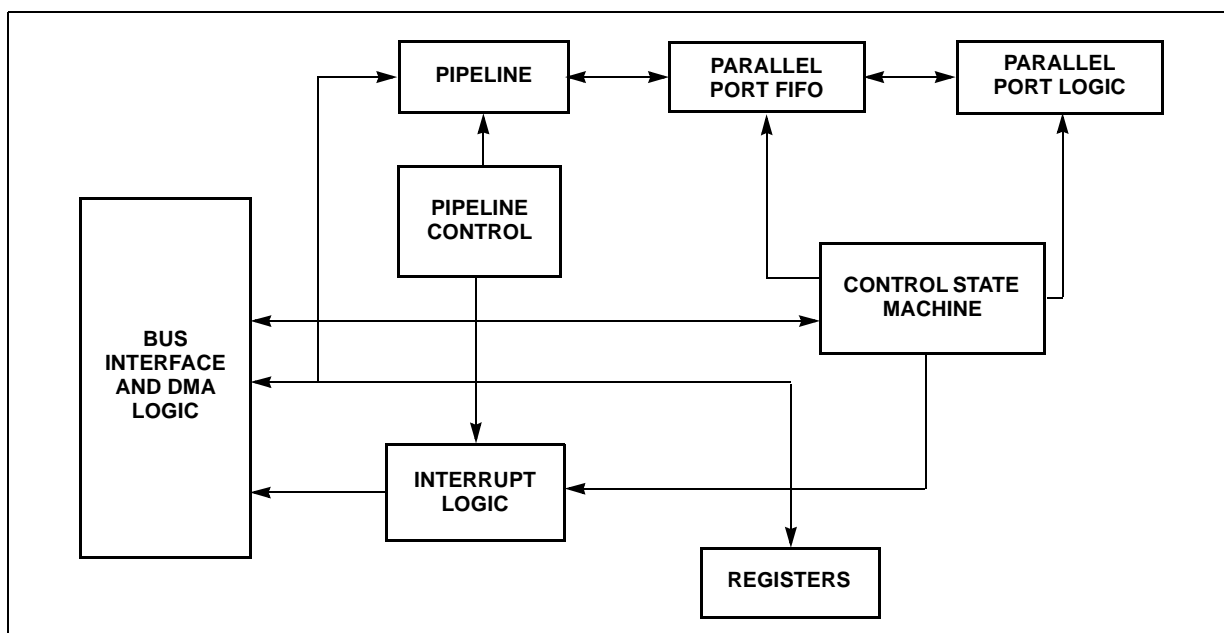 PIPELINE
PARALLEL
PORT FIFO
PARALLEL
PORT LOGIC
PIPELINE
CONTROL
CONTROL STATE
MACHINE
BUS
INTERFACE
AND DMA
LOGIC
INTERRUPT
LOGIC
REGISTERS